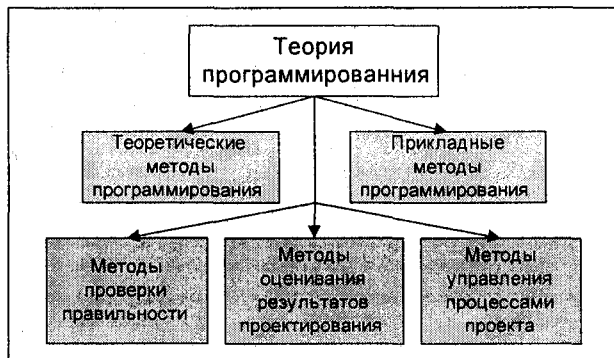 Теория
программированния
Теоретические
методы
программирования
Прикладные
методы
программирования
Методы
проверки
правильности
Методы
оценивания
результатов
проектирования
Методы
управления
процессами
проекта